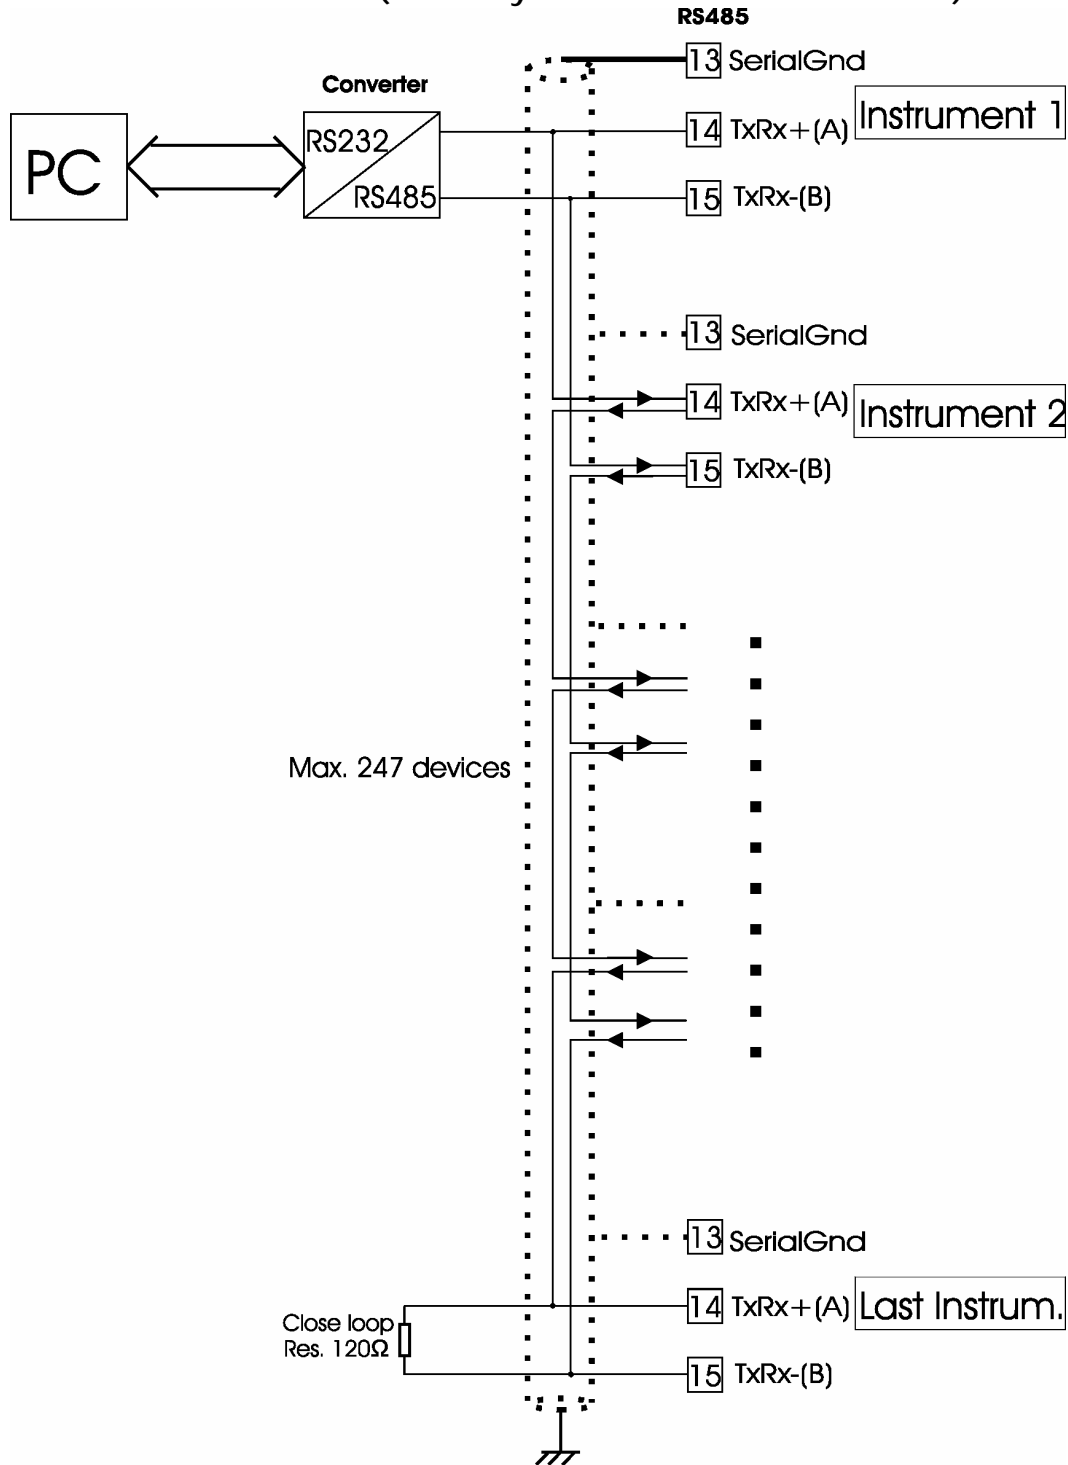 RS485
13 SerialGnd
Converter
Instrument 1
PC
RS232
14 TxRx+(A)
RS485
15 TxRx-(B)
13 SerialGnd
14 TxRx+(A)
Instrument 2
15 TxRx-(B)
Max. 247 devices
13 SerialGnd
14 TxRx+(A)
Last Instrum.
Close loop
Res. 120Ω
15 TxRx-(B)